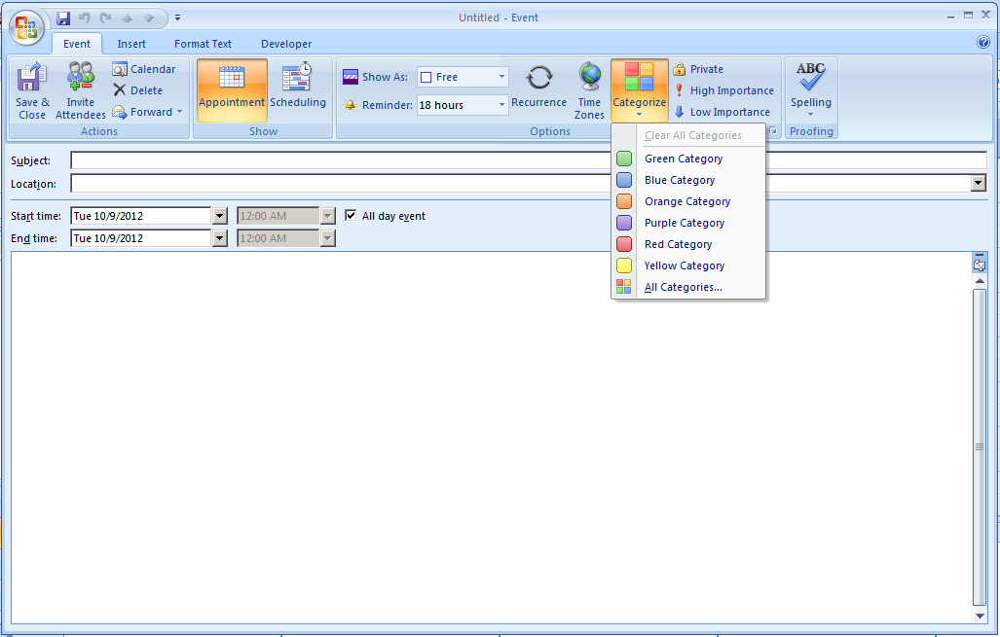 Untitled - Event
Event Insert Format Text Developer
Save & Close
Invite Attendees
Calendar
Delete
Forward
Actions
Appointment
Scheduling
Show
Show As: Free
Reminder: 18 hours
Recurrence
Time Zones
Categorize
Private
High Importance
Low Importance
Options
ABC
Spelling
Proofing
Clear All Categories
Green Category
Blue Category
Orange Category
Purple Category
Red Category
Yellow Category
All Categories...
Subject:
Location:
Start time: Tue 10/9/2012 12:00 AM All day event
End time: Tue 10/9/2012 12:00 AM